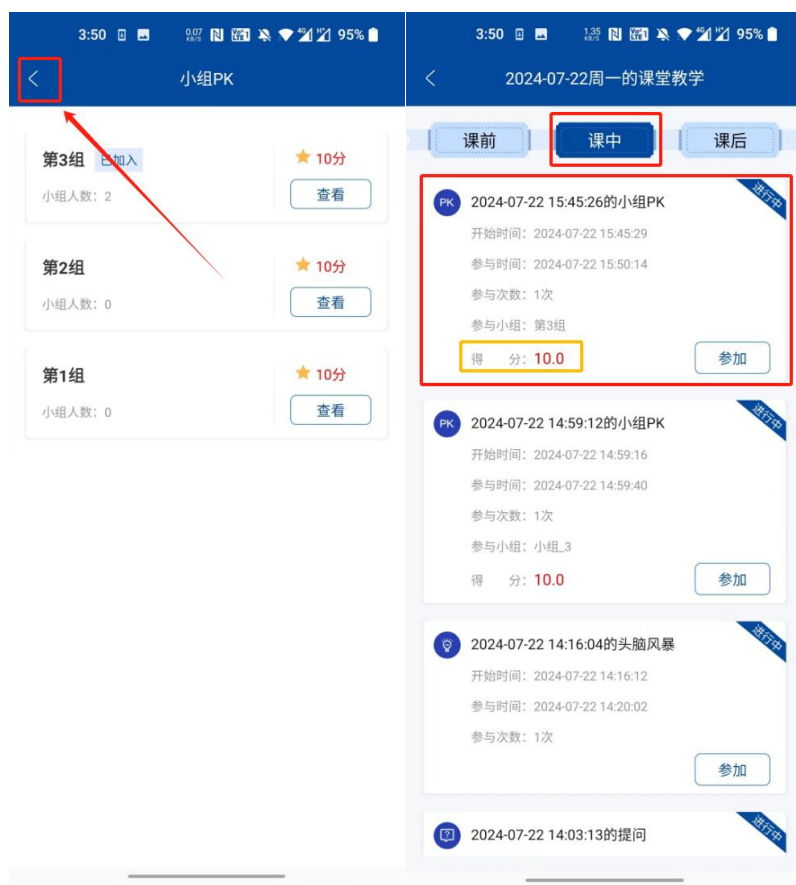 3:50 0.07 KB/S 4G 95%
小组PK
第3组 已加入 10分
小组人数：2 查看
第2组 10分
小组人数：0 查看
第1组 10分
小组人数：0 查看
3:50 1.35 KB/S 4G 95%
2024-07-22周一的课堂教学
课前 课中 课后
PK 2024-07-22 15:45:26的小组PK 进行中
开始时间：2024-07-22 15:45:29
参与时间：2024-07-22 15:50:14
参与次数：1次
参与小组：第3组
得 分：10.0 参加
PK 2024-07-22 14:59:12的小组PK 进行中
开始时间：2024-07-22 14:59:16
参与时间：2024-07-22 14:59:40
参与次数：1次
参与小组：小组_3
得 分：10.0 参加
2024-07-22 14:16:04的头脑风暴 进行中
开始时间：2024-07-22 14:16:12
参与时间：2024-07-22 14:20:02
参与次数：1次
参加
2024-07-22 14:03:13的提问 进行中